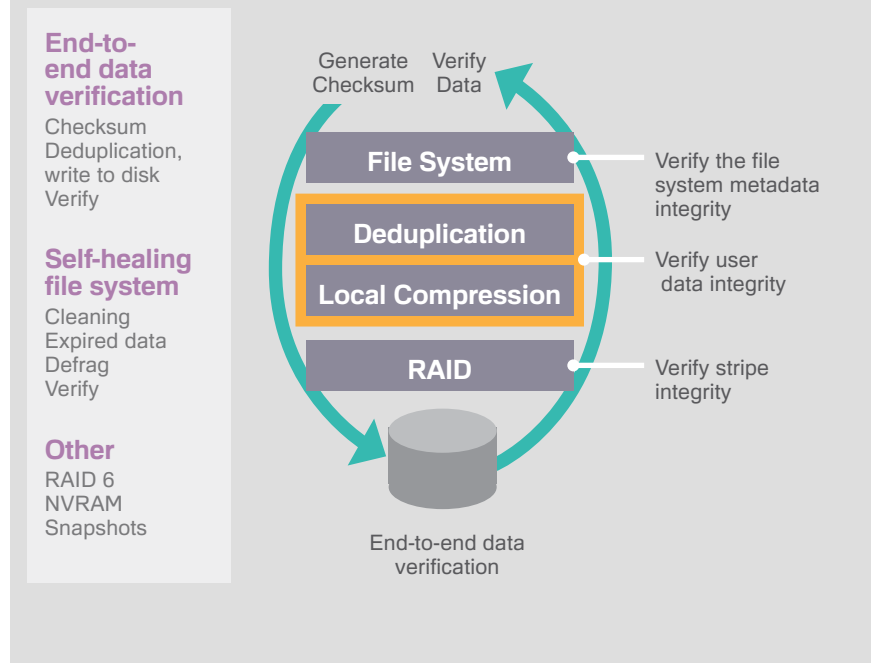 End-to-
end data
verification
Checksum
Deduplication,
write to disk
Verify
Self-healing
file system
Cleaning
Expired data
Defrag
Verify
Other
RAID 6
NVRAM
Snapshots
Generate
Checksum
Verify
Data
File System
Deduplication
Local Compression
RAID
Verify the file
system metadata
integrity
Verify user
data integrity
Verify stripe
integrity
End-to-end data
verification